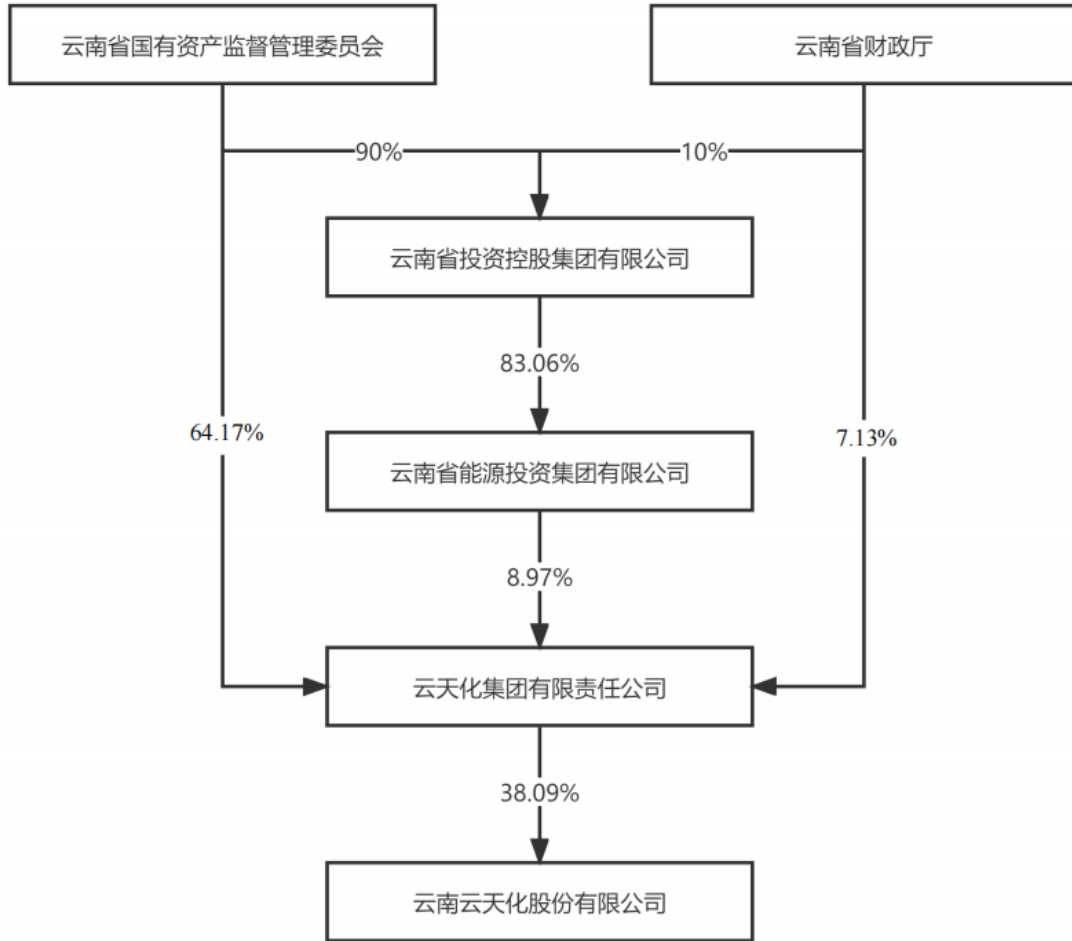 云南省国有资产监督管理委员会
云南省财政厅
90%
10%
云南省投资控股集团有限公司
83.06%
64.17%
7.13%
云南省能源投资集团有限公司
8.97%
云天化集团有限责任公司
38.09%
云南云天化股份有限公司